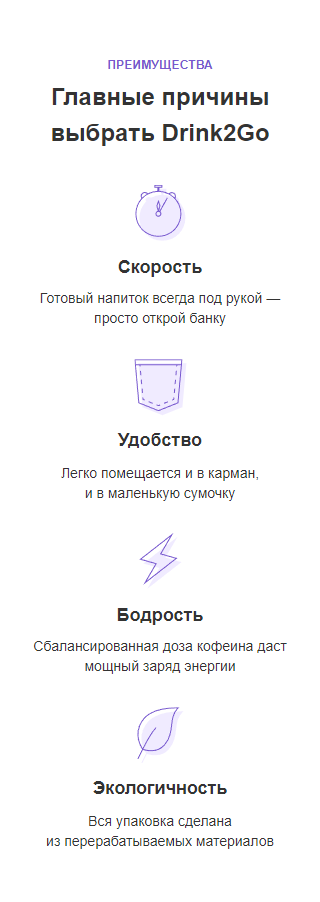 ПРЕИМУЩЕСТВА
Главные причины
выбрать Drink2Go
Скорость
Готовый напиток всегда под рукой —
просто открой банку
Удобство
Легко помещается и в карман,
и в маленькую сумочку
Бодрость
Сбалансированная доза кофеина даст
мощный заряд энергии
Экологичность
Вся упаковка сделана
из перерабатываемых материалов